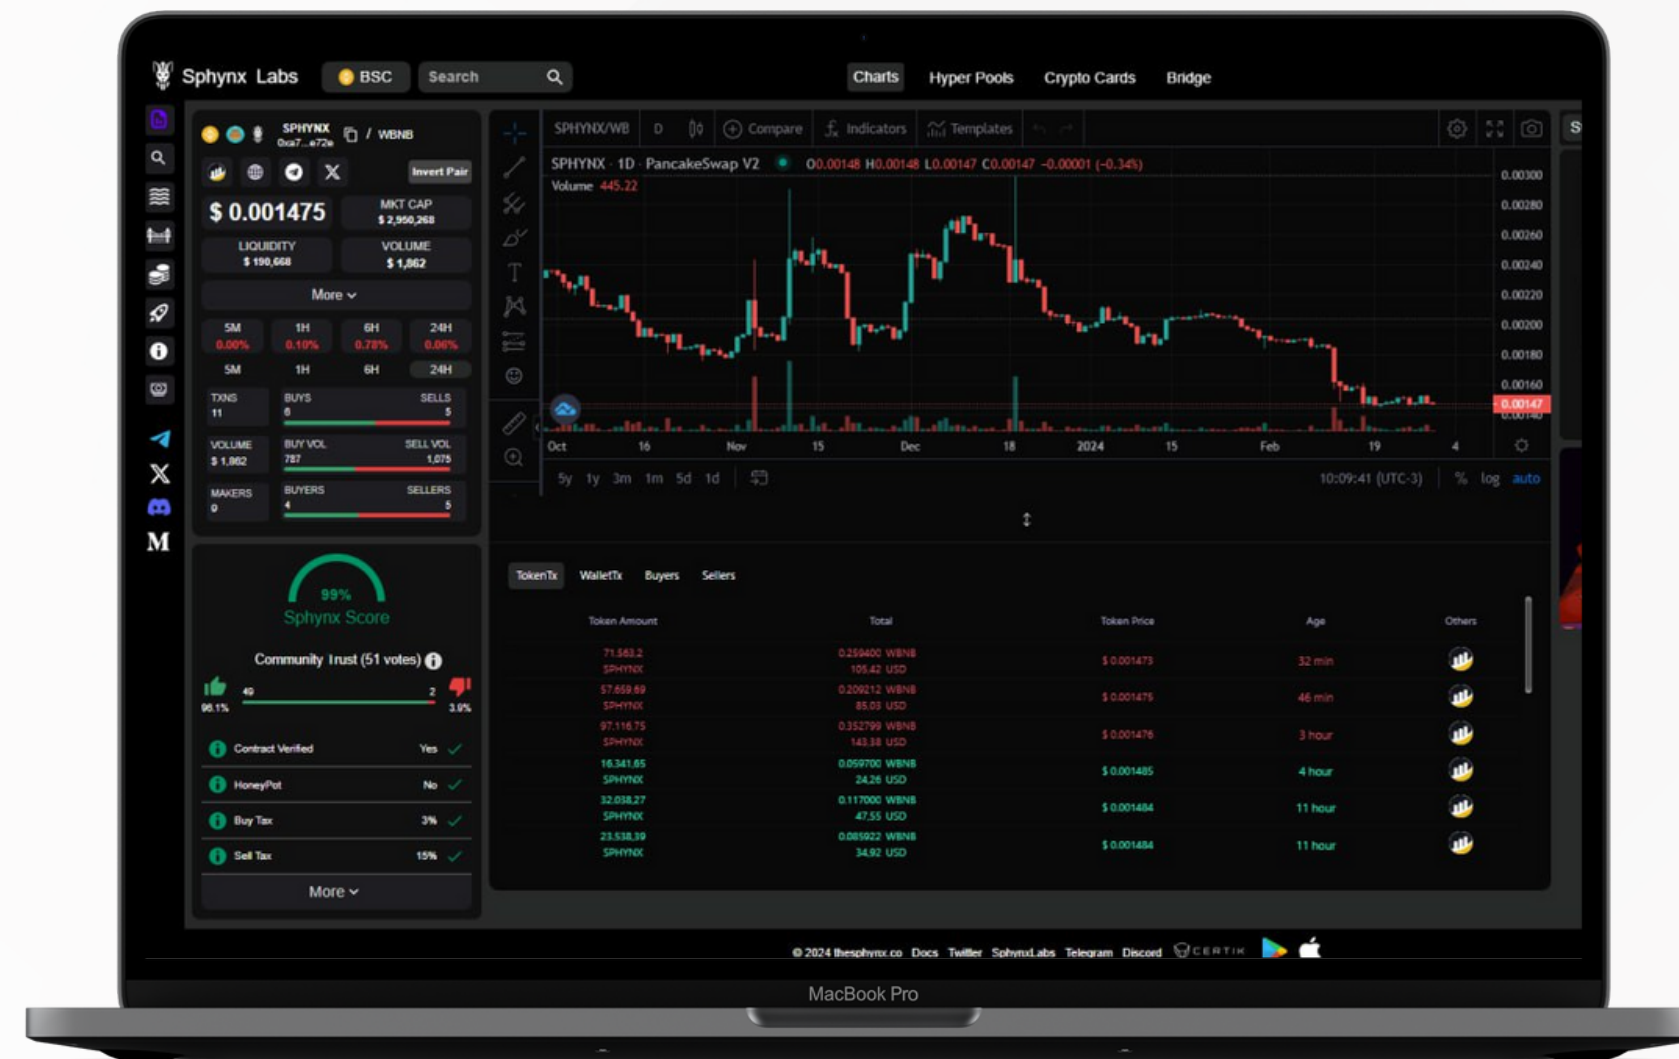 Sphynx Labs BSC Search Charts Hyper Pools Crypto Cards Bridge
SPHYNX / WBNB
0xa7...e72e
Invert Pair
$ 0.001475
MKT CAP
$ 2,950,268
LIQUIDITY VOLUME
$ 190,668 $ 1,862
More
5M 1H 6H 24H
0.00% 0.10% 0.78% 0.06%
5M 1H 6H 24H
TXNS BUYS SELLS
11 6 5
VOLUME BUY VOL SELL VOL
$ 1,862 787 1,075
MAKERS BUYERS SELLERS
9 4 5
99%
Sphynx Score
Community Trust (51 votes)
49 2
96.1% 3.9%
Contract Verified Yes
HoneyPot No
Buy Tax 3%
Sell Tax 15%
More
SPHYNX/WB D Compare Indicators Templates
SPHYNX · 1D · PancakeSwap V2 O0.00148 H0.00148 L0.00147 C0.00147 -0.00001 (-0.34%)
Volume 445.22
0.00300
0.00280
0.00260
0.00240
0.00220
0.00200
0.00180
0.00160
0.00147
0.00140
Oct 16 Nov 15 Dec 18 2024 15 Feb 19 4
5y 1y 3m 1m 5d 1d 10:09:41 (UTC-3) % log auto
TokenTx WalletTx Buyers Sellers
Token Amount Total Token Price Age Others
71.563,2 0.259400 WBNB
SPHYNX 105,42 USD $ 0.001473 32 min
57.659,69 0.209212 WBNB
SPHYNX 85,03 USD $ 0.001475 46 min
97.116,75 0.352799 WBNB
SPHYNX 143,38 USD $ 0.001476 3 hour
16.341,65 0.059700 WBNB
SPHYNX 24,26 USD $ 0.001485 4 hour
32.038,27 0.117000 WBNB
SPHYNX 47,55 USD $ 0.001484 11 hour
23.538,39 0.085922 WBNB
SPHYNX 34,92 USD $ 0.001484 11 hour
© 2024 thesphynx.co Docs Twitter SphynxLabs Telegram Discord CERTIK
MacBook Pro